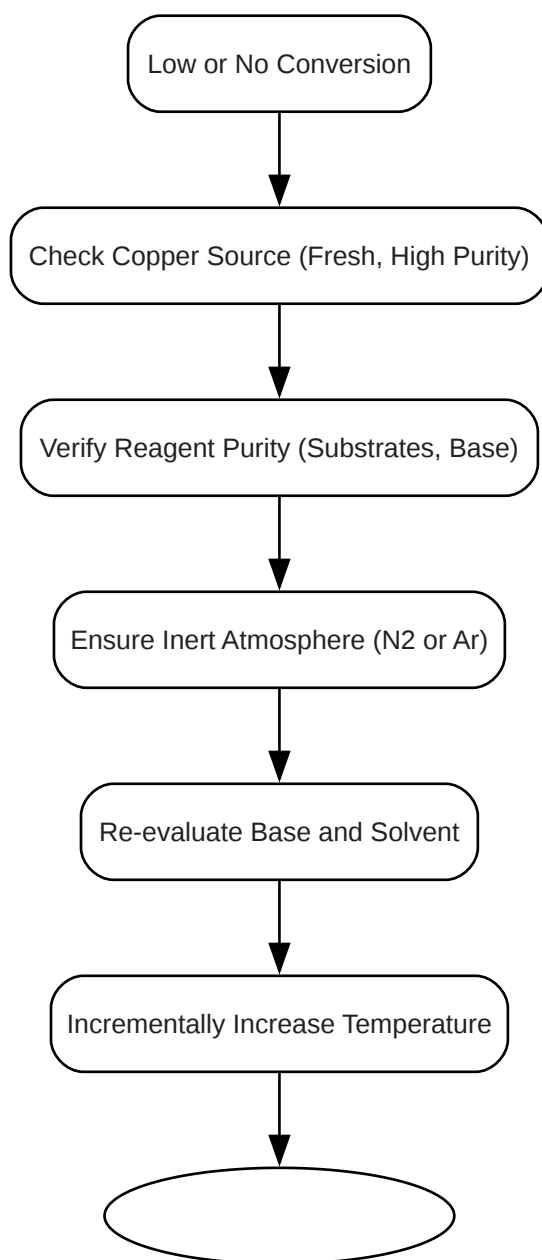 Low or No Conversion
Check Copper Source (Fresh, High Purity)
Verify Reagent Purity (Substrates, Base)
Ensure Inert Atmosphere (N2 or Ar)
Re-evaluate Base and Solvent
Incrementally Increase Temperature